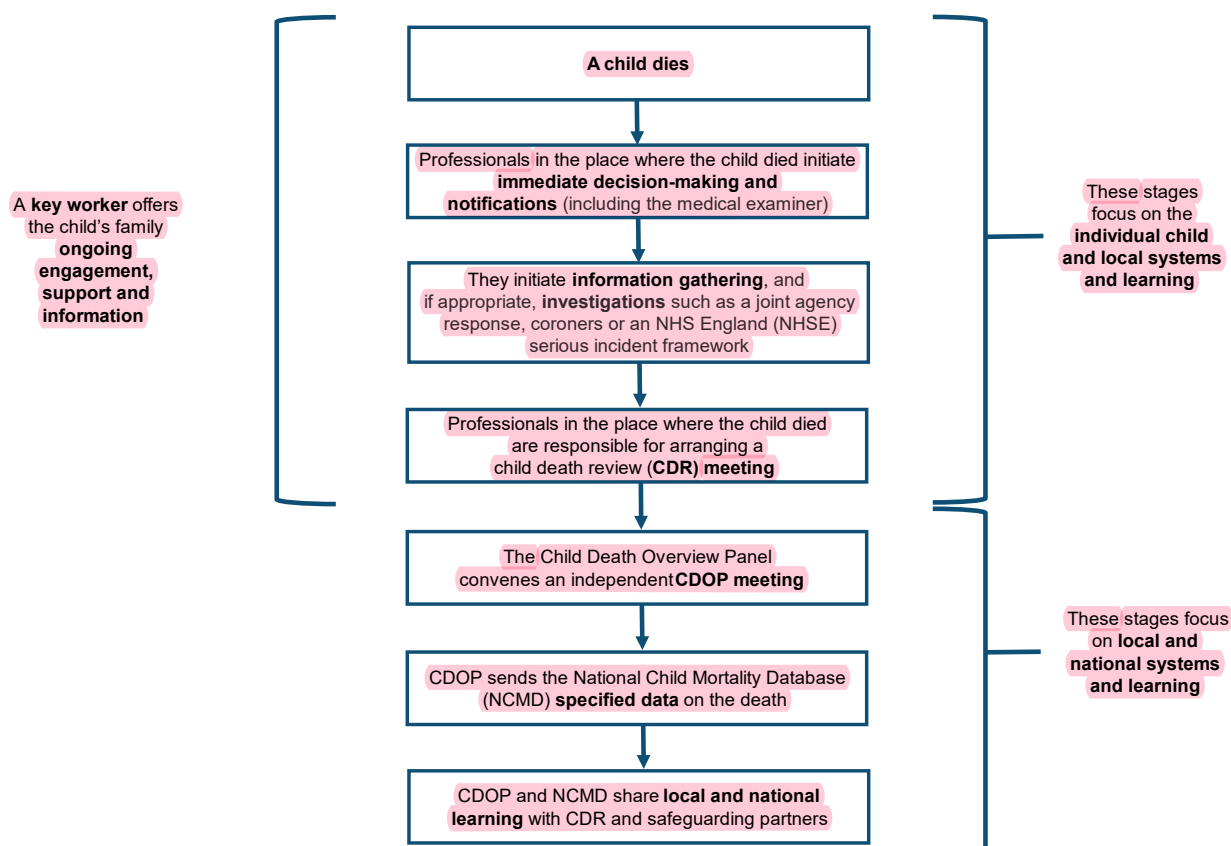 A child dies
Professionals in the place where the child died initiate
immediate decision-making and
notifications (including the medical examiner)
They initiate information gathering, and
if appropriate, investigations such as a joint agency
response, coroners or an NHS England (NHSE)
serious incident framework
Professionals in the place where the child died
are responsible for arranging a
child death review (CDR) meeting
The Child Death Overview Panel
convenes an independent CDOP meeting
CDOP sends the National Child Mortality Database
(NCMD) specified data on the death
CDOP and NCMD share local and national
learning with CDR and safeguarding partners
A key worker offers
the child's family
ongoing
engagement,
support and
information
These stages
focus on the
individual child
and local systems
and learning
These stages focus
on local and
national systems
and learning